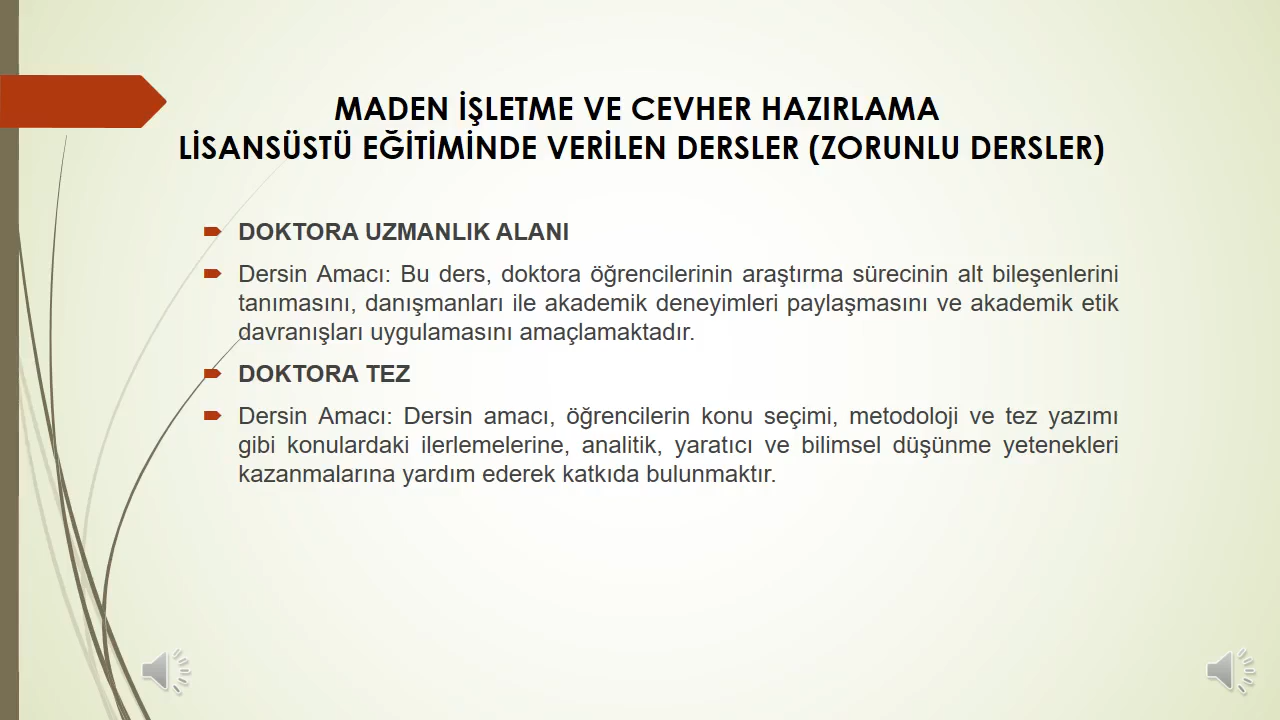 MADEN İŞLETME VE CEVHER HAZIRLAMA
LİSANSÜSTÜ EĞİTİMİNDE VERİLEN DERSLER (ZORUNLU DERSLER)
DOKTORA UZMANLIK ALANI
Dersin Amacı: Bu ders, doktora öğrencilerinin araştırma sürecinin alt bileşenlerini
tanımasını, danışmanları ile akademik deneyimleri paylaşmasını ve akademik etik
davranışları uygulamasını amaçlamaktadır.
DOKTORA TEZ
Dersin Amacı: Dersin amacı, öğrencilerin konu seçimi, metodoloji ve tez yazımı
gibi konulardaki ilerlemelerine, analitik, yaratıcı ve bilimsel düşünme yetenekleri
kazanmalarına yardım ederek katkıda bulunmaktır.